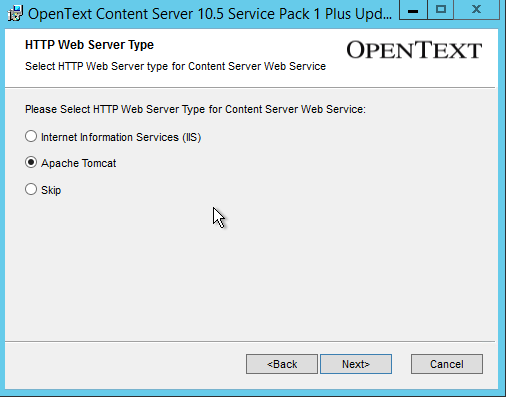 OpenText Content Server 10.5 Service Pack 1 Plus Upd...
HTTP Web Server Type
Select HTTP Web Server type for Content Server Web Service
OPENTEXT
Please Select HTTP Web Server Type for Content Server Web Service:
Internet Information Services (IIS)
Apache Tomcat
Skip
<Back
Next>
Cancel